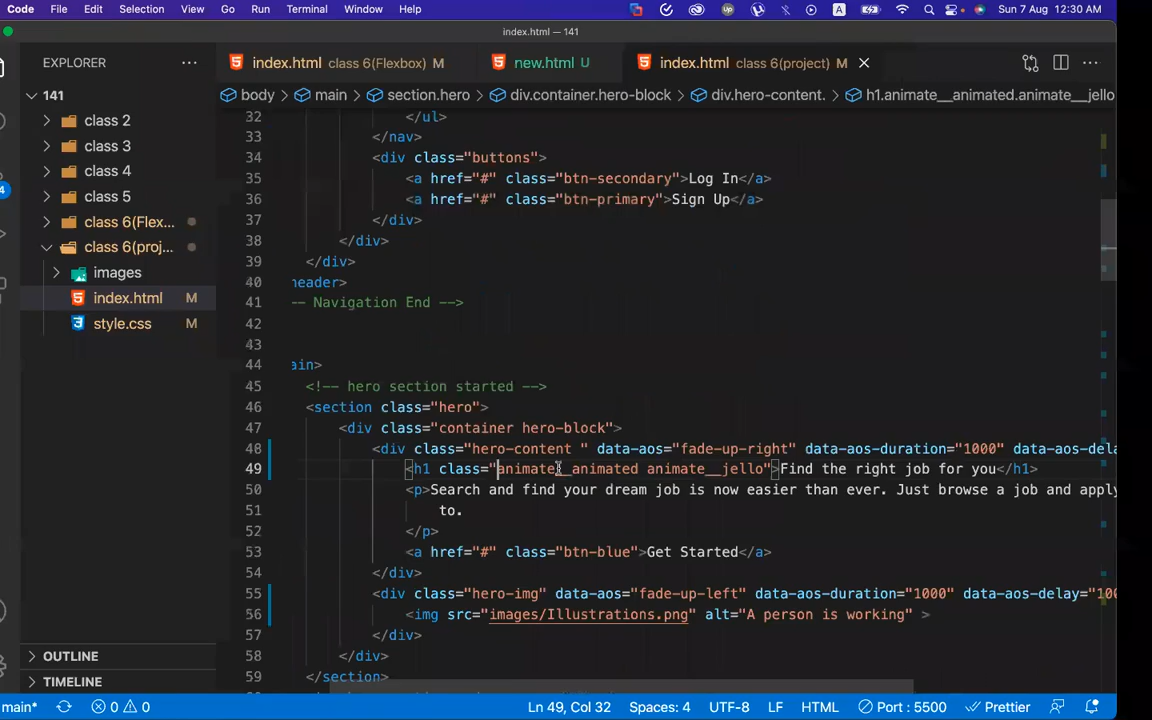 Code File Edit Selection View Go Run Terminal Window Help Up A Sun 7 Aug 12:30 AM
index.html — 141
EXPLORER ··· index.html class 6(Flexbox) M new.html U index.html class 6(project) M
141 body > main > section.hero > div.container.hero-block > div.hero-content. > h1.animate__animated.animate__jello
class 2
class 3
class 4
class 5
class 6(Flex...
class 6(proj...
images
index.html M
style.css M
4
OUTLINE
TIMELINE
32 </ul>
33 </nav>
34 <div class="buttons">
35 <a href="#" class="btn-secondary">Log In</a>
36 <a href="#" class="btn-primary">Sign Up</a>
37 </div>
38 </div>
39 </div>
40 header>
41 -- Navigation End -->
42
43
44 ain>
45 <!-- hero section started -->
46 <section class="hero">
47 <div class="container hero-block">
48 <div class="hero-content " data-aos="fade-up-right" data-aos-duration="1000" data-aos-dela
49 <h1 class="animate__animated animate__jello">Find the right job for you</h1>
50 <p>Search and find your dream job is now easier than ever. Just browse a job and apply
51 to.
52 </p>
53 <a href="#" class="btn-blue">Get Started</a>
54 </div>
55 <div class="hero-img" data-aos="fade-up-left" data-aos-duration="1000" data-aos-delay="100
56 <img src="images/Illustrations.png" alt="A person is working" >
57 </div>
58 </div>
59 </section>
main* 0 0 Ln 49, Col 32 Spaces: 4 UTF-8 LF HTML Port : 5500 Prettier